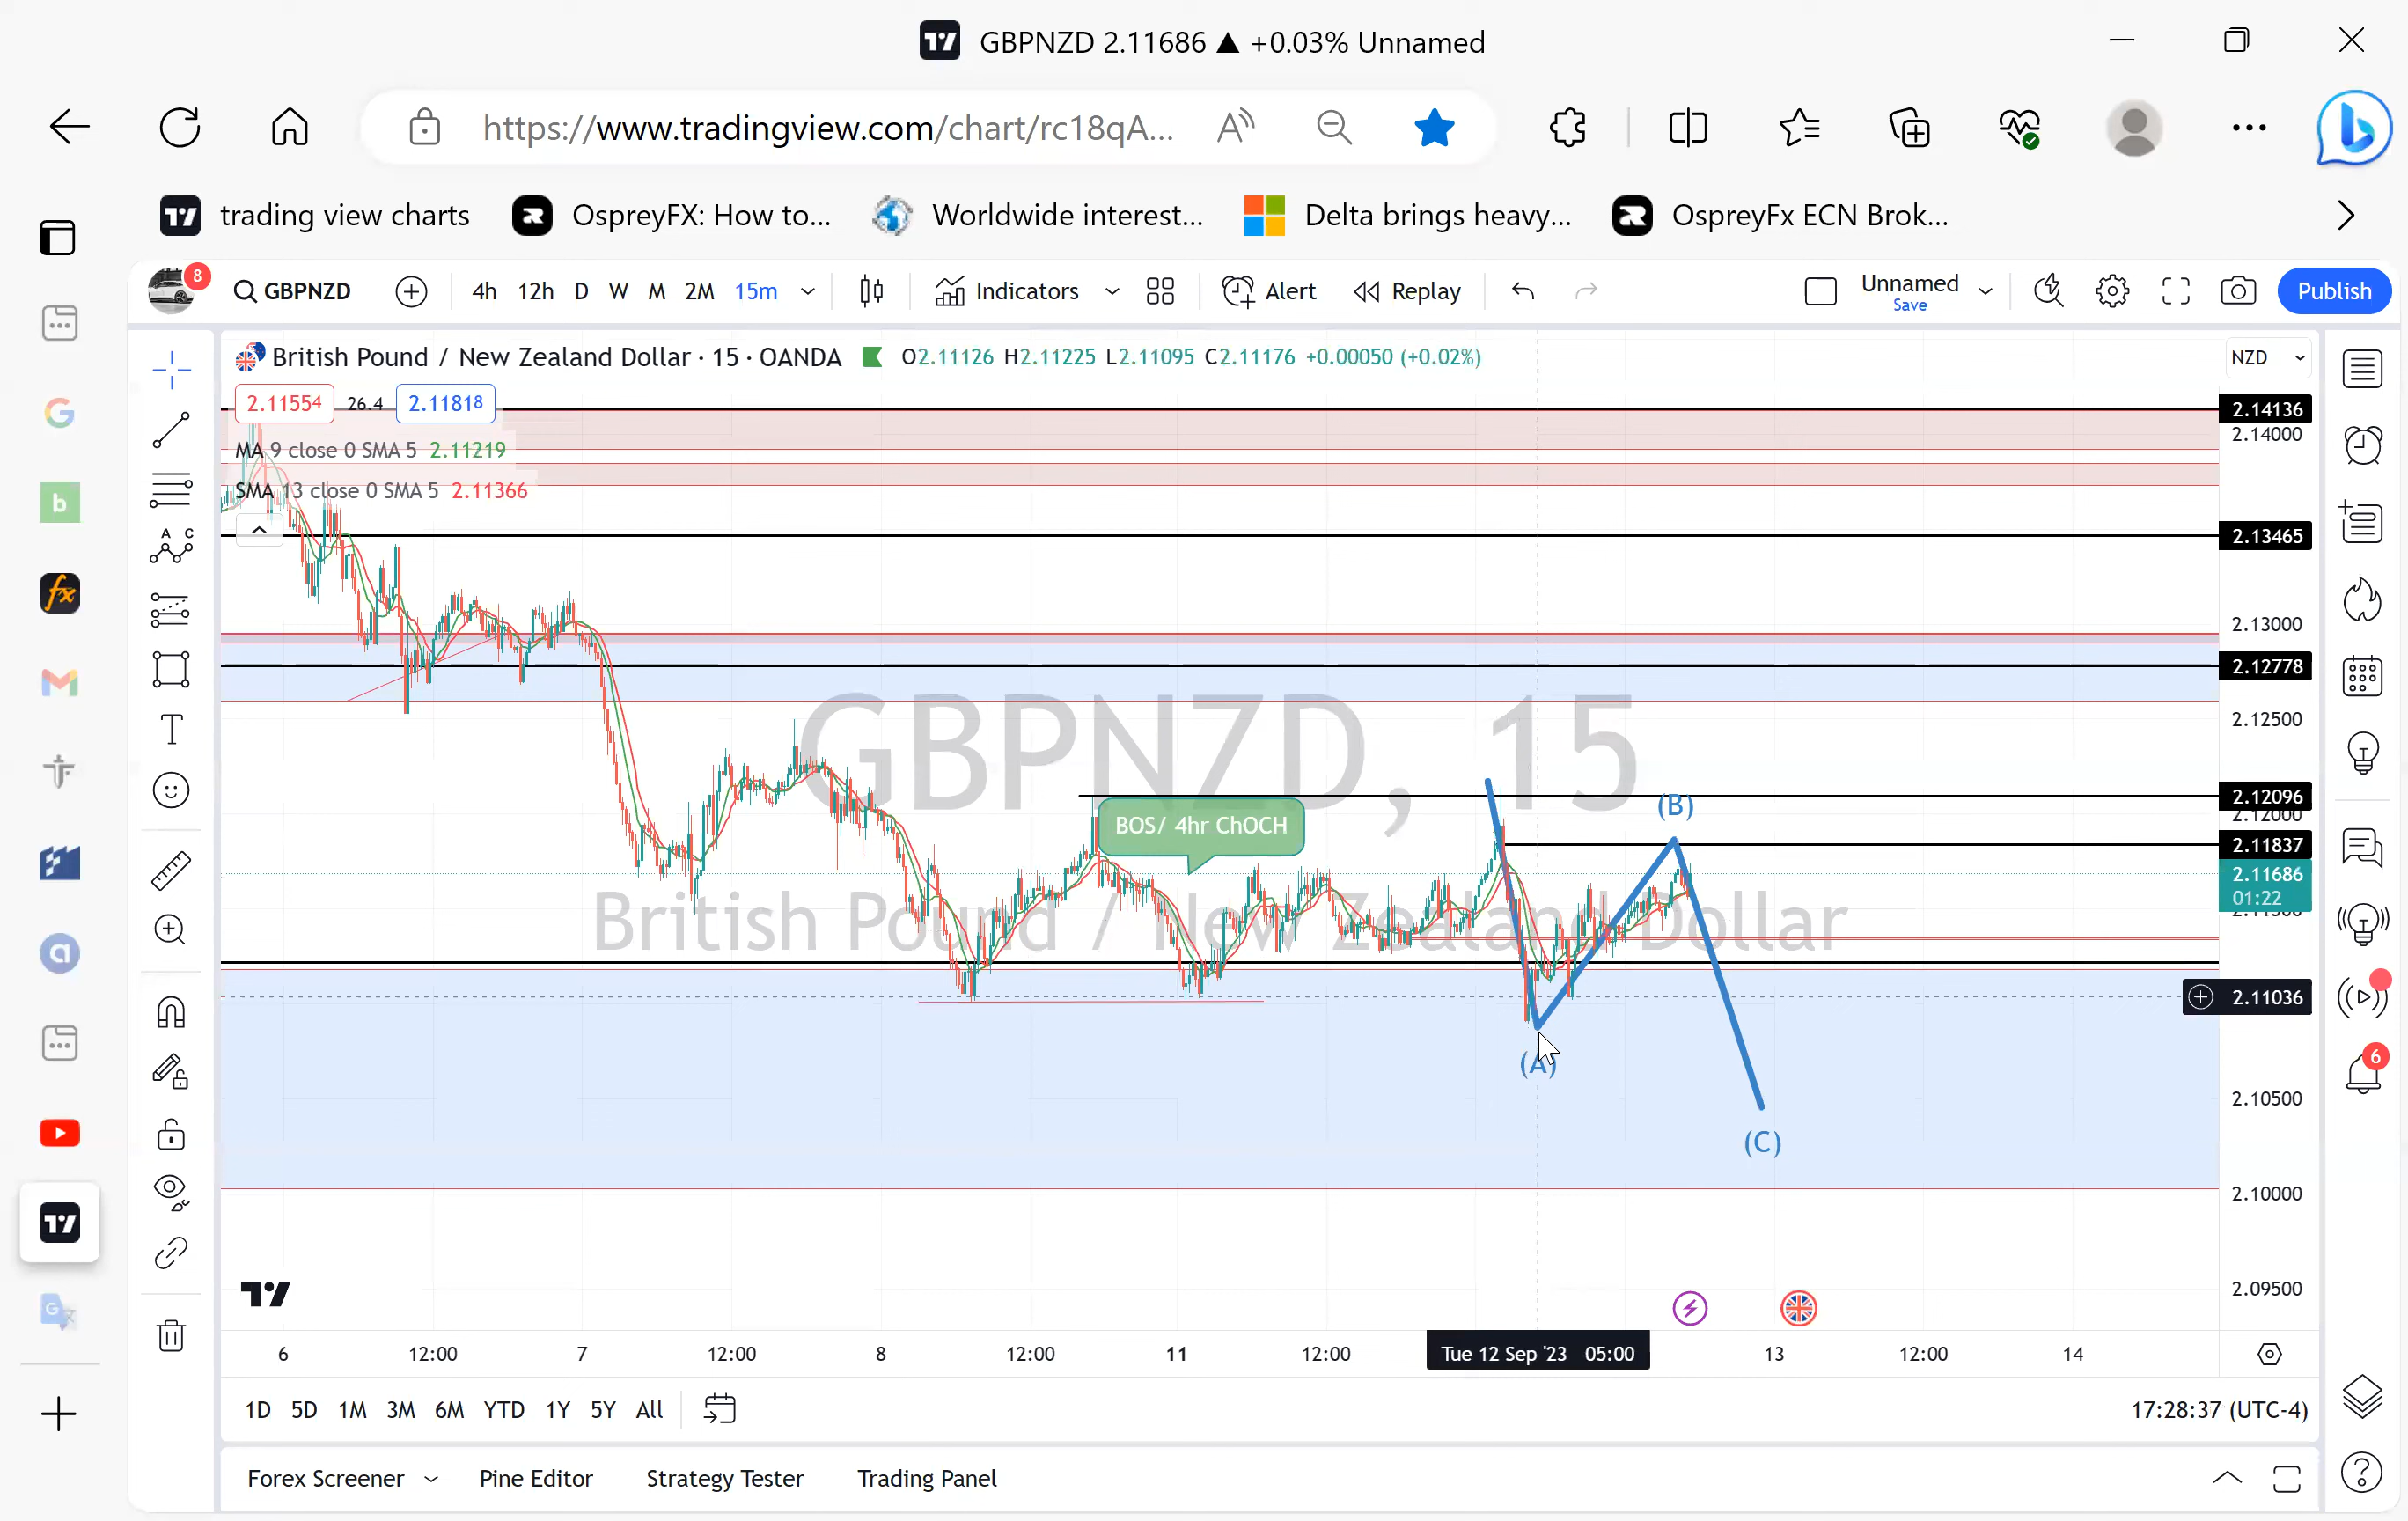 GBPNZD 2.11686 ▲ +0.03% Unnamed
https://www.tradingview.com/chart/rc18qA...
trading view charts
OspreyFX: How to...
Worldwide interest...
Delta brings heavy...
OspreyFx ECN Brok...
8
GBPNZD
4h 12h D W M 2M 15m
Indicators
Alert
Replay
Unnamed
Save
Publish
British Pound / New Zealand Dollar · 15 · OANDA
O2.11126 H2.11225 L2.11095 C2.11176 +0.00050 (+0.02%)
NZD
2.11554 26.4 2.11818
MA 9 close 0 SMA 5 2.11219
SMA 13 close 0 SMA 5 2.11366
2.14136
2.14000
2.13465
2.13000
2.12778
2.12500
2.12096
2.12000
2.11837
2.11686
01:22
2.11036
2.10500
2.10000
2.09500
GBPNZD, 15
British Pound / New Zealand Dollar
BOS/ 4hr ChOCH
(B)
(A)
(C)
6 12:00 7 12:00 8 12:00 11 12:00 Tue 12 Sep '23 05:00 13 12:00 14
1D 5D 1M 3M 6M YTD 1Y 5Y All
17:28:37 (UTC-4)
Forex Screener
Pine Editor
Strategy Tester
Trading Panel
6